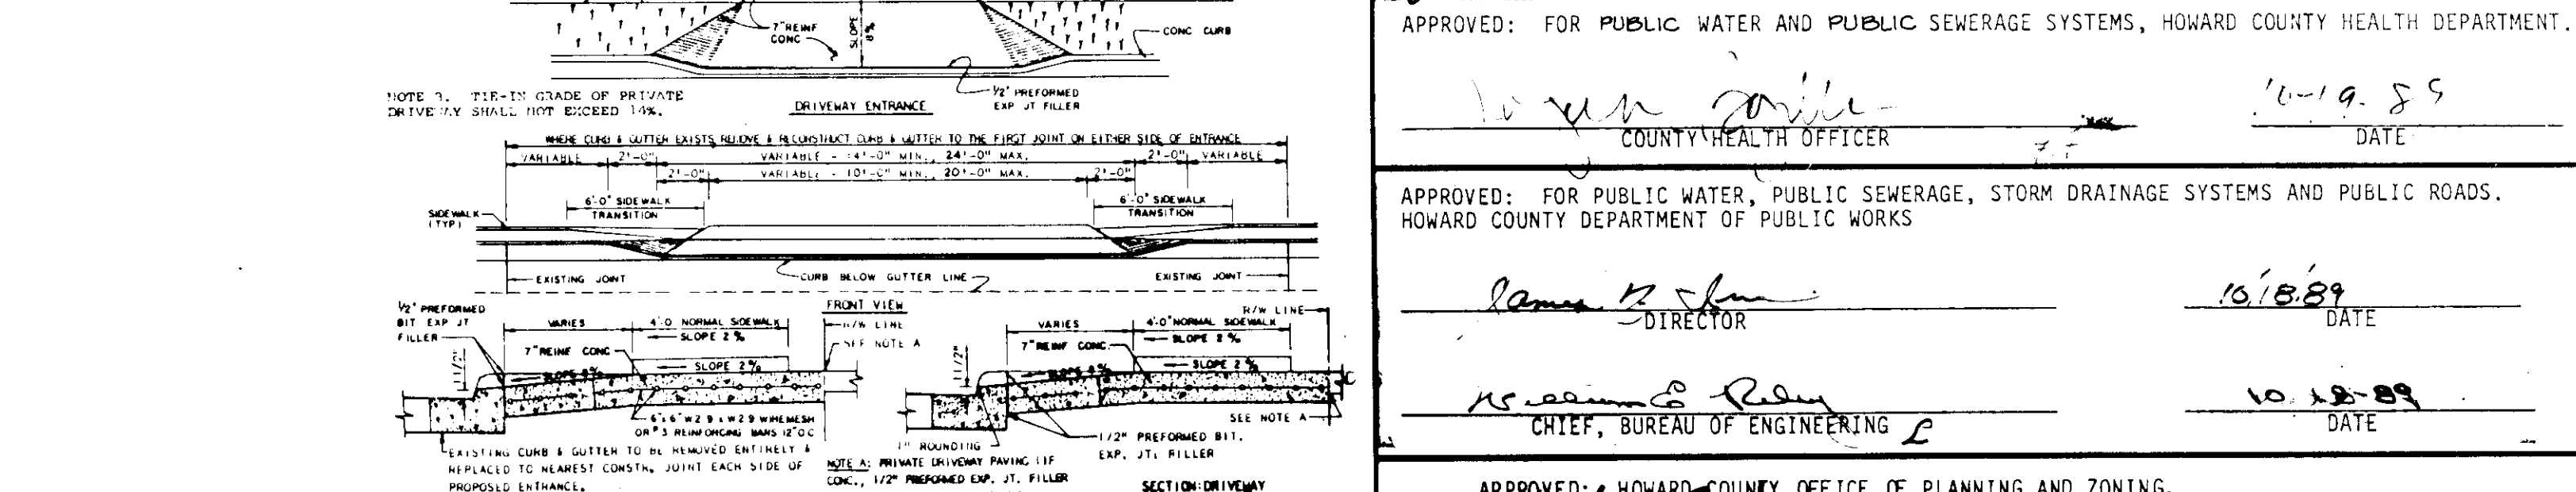 7" REINF
CONC
SLOPE
8%
CONC CURB
NOTE 3. TIE-IN GRADE OF PRIVATE
DRIVEWAY SHALL NOT EXCEED 14%.
DRIVEWAY ENTRANCE
1/2" PREFORMED
EXP JT FILLER
WHERE CURB & GUTTER EXISTS REMOVE & RECONSTRUCT CURB & GUTTER TO THE FIRST JOINT ON EITHER SIDE OF ENTRANCE
VARIABLE 2'-0" VARIABLE - 14'-0" MIN., 24'-0" MAX. 2'-0" VARIABLE
2'-0" VARIABLE - 10'-0" MIN., 20'-0" MAX. 2'-0"
6'-0" SIDEWALK
TRANSITION
6'-0" SIDEWALK
TRANSITION
SIDEWALK
(TYP)
EXISTING JOINT
CURB BELOW GUTTER LINE
EXISTING JOINT
FRONT VIEW
1/2" PREFORMED
BIT EXP JT
FILLER
VARIES
4'-0 NORMAL SIDEWALK
SLOPE 2%
R/W LINE
SEE NOTE A
7" REINF CONC
SLOPE 2%
1 1/2"
SLOPE 8%
6"x6" W2.9 x W2.9 WIREMESH
OR #3 REINFORCING BARS 12" O C
EXISTING CURB & GUTTER TO BE REMOVED ENTIRELY &
REPLACED TO NEAREST CONSTR. JOINT EACH SIDE OF
PROPOSED ENTRANCE.
R/W LINE
VARIES
4'-0" NORMAL SIDEWALK
SLOPE 2%
7" REINF CONC.
SLOPE 2%
1 1/2"
SLOPE 8%
SEE NOTE A
1" ROUNDING
1/2" PREFORMED BIT.
EXP. JT. FILLER
NOTE A: PRIVATE DRIVEWAY PAVING (IF
CONC., 1/2" PREFORMED EXP. JT. FILLER
SECTION: DRIVEWAY
APPROVED: FOR PUBLIC WATER AND PUBLIC SEWERAGE SYSTEMS, HOWARD COUNTY HEALTH DEPARTMENT.
10-19-89
COUNTY HEALTH OFFICER
DATE
APPROVED: FOR PUBLIC WATER, PUBLIC SEWERAGE, STORM DRAINAGE SYSTEMS AND PUBLIC ROADS.
HOWARD COUNTY DEPARTMENT OF PUBLIC WORKS
James
10.18.89
DIRECTOR
DATE
William E
10-18-89
CHIEF, BUREAU OF ENGINEERING
DATE
APPROVED: HOWARD COUNTY OFFICE OF PLANNING AND ZONING.